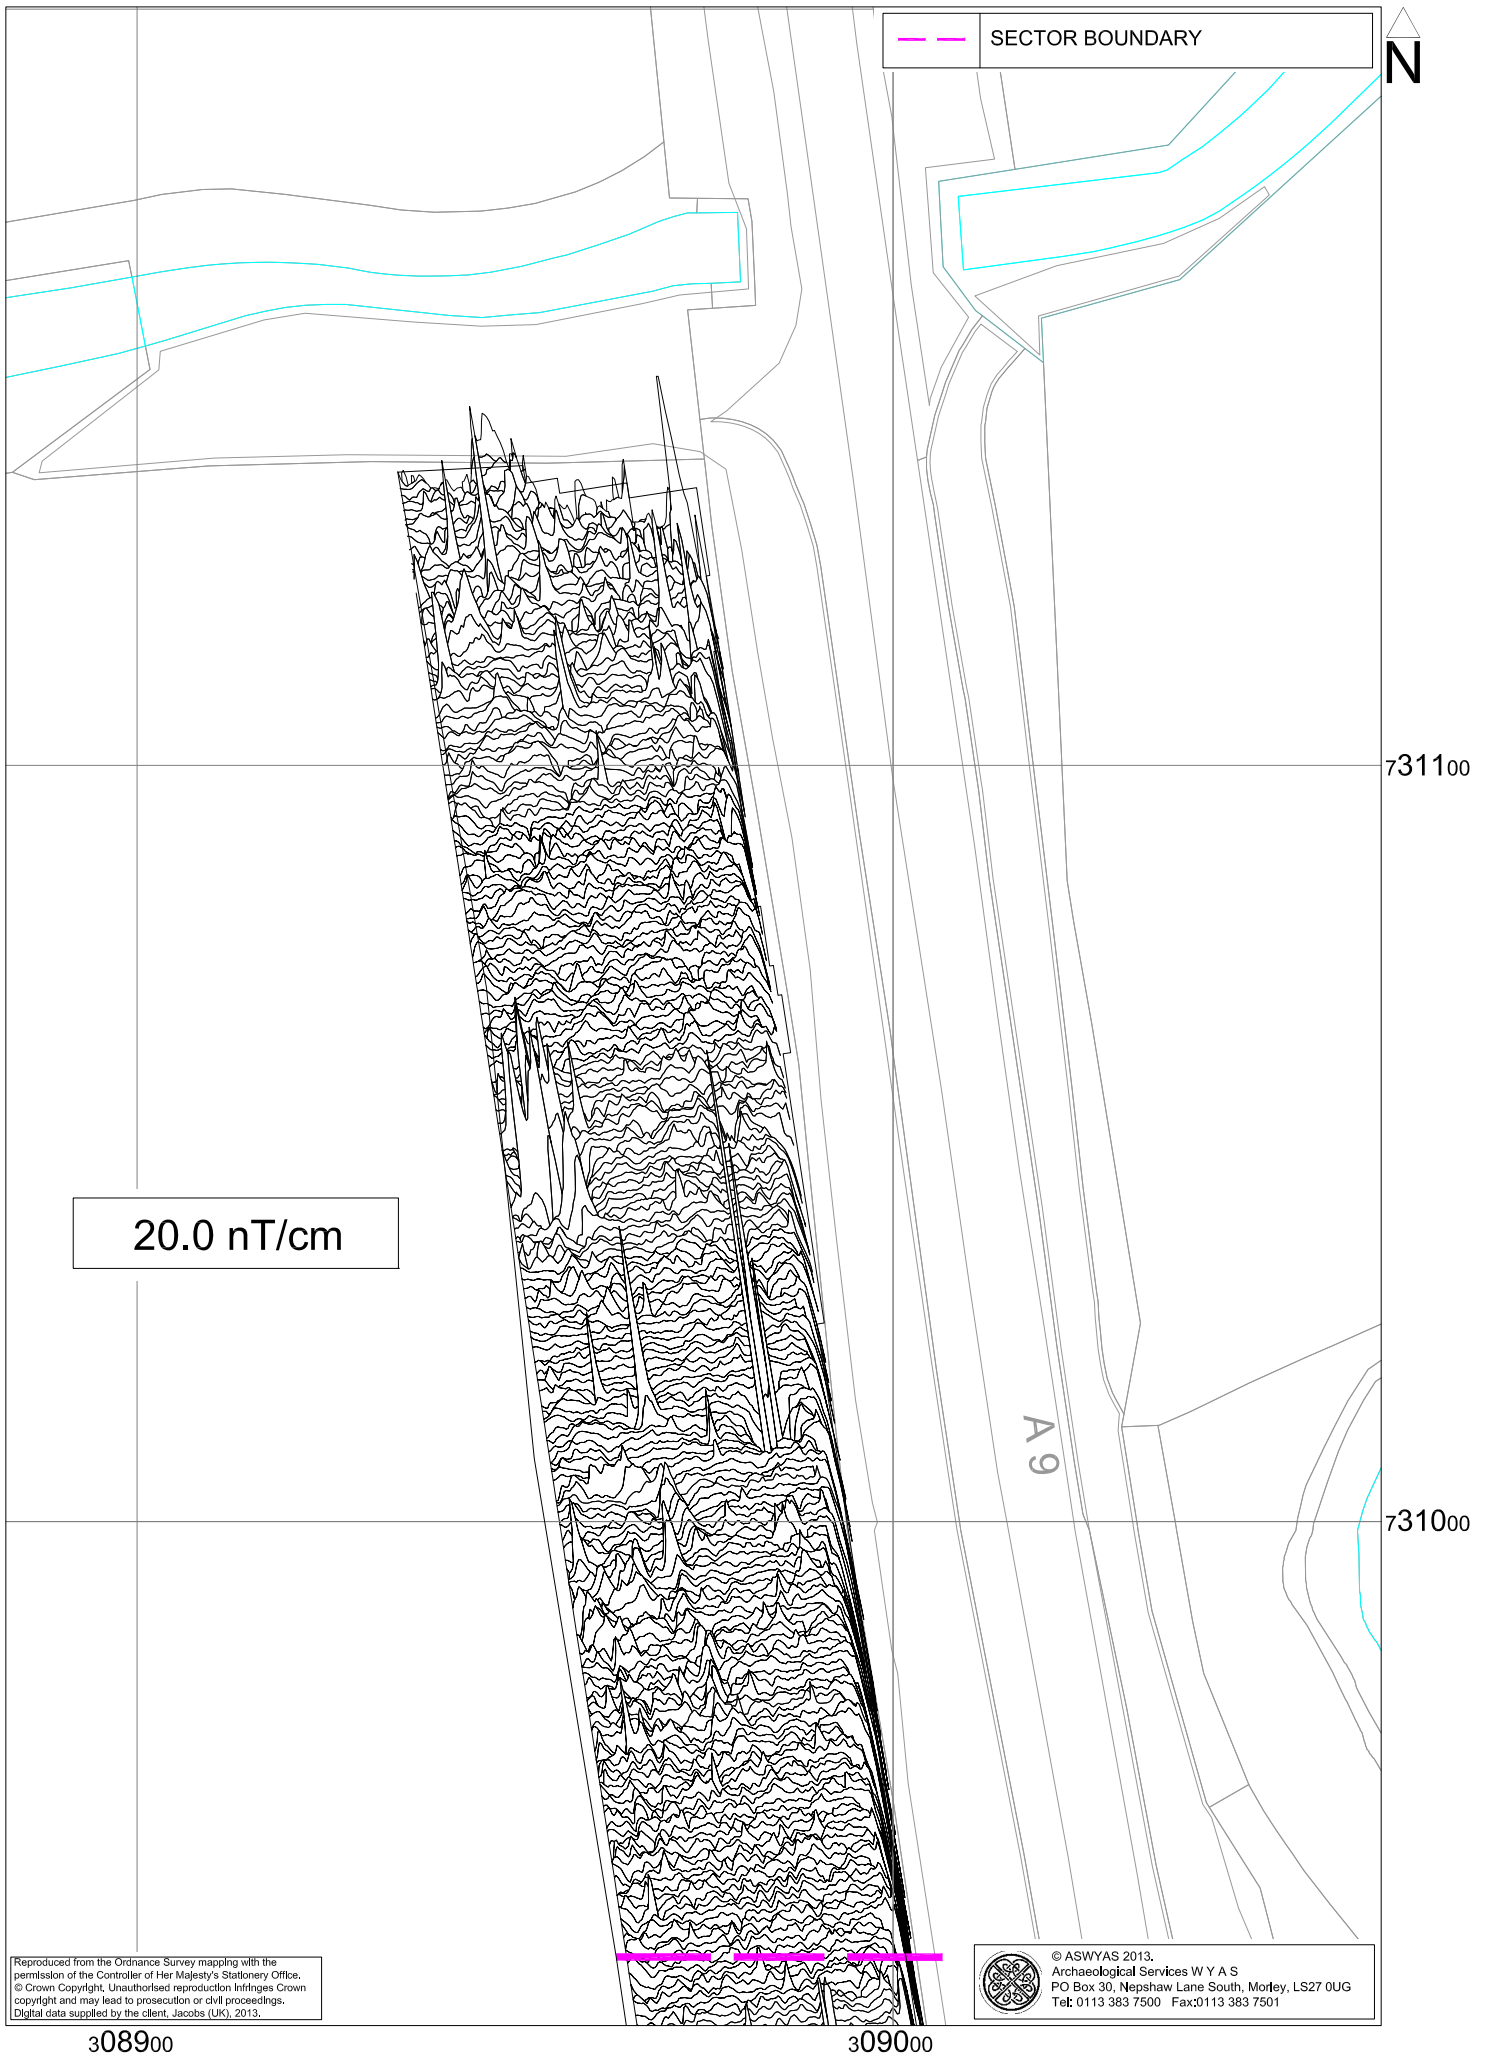 SECTOR BOUNDARY
N
731100
20.0 nT/cm
A 9
731000
Reproduced from the Ordnance Survey mapping with the
permission of the Controller of Her Majesty's Stationery Office.
© Crown Copyright. Unauthorised reproduction infringes Crown
copyright and may lead to prosecution or civil proceedings.
Digital data supplied by the client, Jacobs (UK), 2013.
© ASWYAS 2013.
Archaeological Services W Y A S
PO Box 30, Nepshaw Lane South, Morley, LS27 0UG
Tel: 0113 383 7500 Fax:0113 383 7501
308900
309000